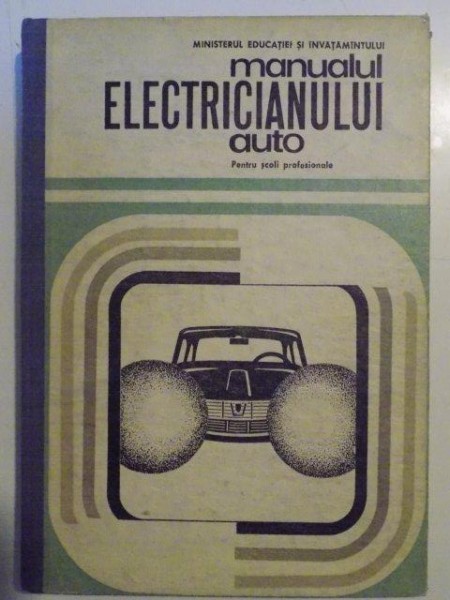 MINISTERUL EDUCAȚIEI ȘI INVĂȚĂMÎNTULUI
manualul
ELECTRICIANULUI
auto
Pentru școli profesionale